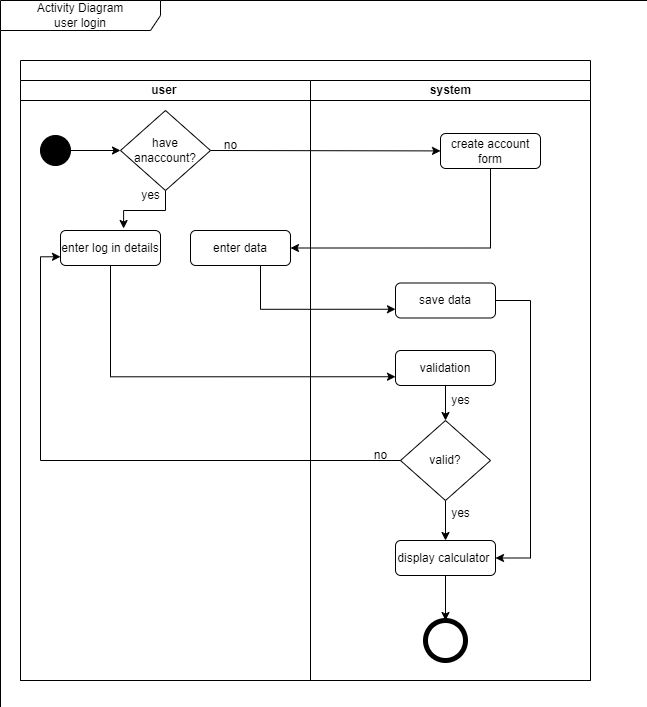 Activity Diagram
user login
user
system
have
anaccount?
no
create account
form
yes
enter log in details
enter data
save data
validation
yes
no
valid?
yes
display calculator